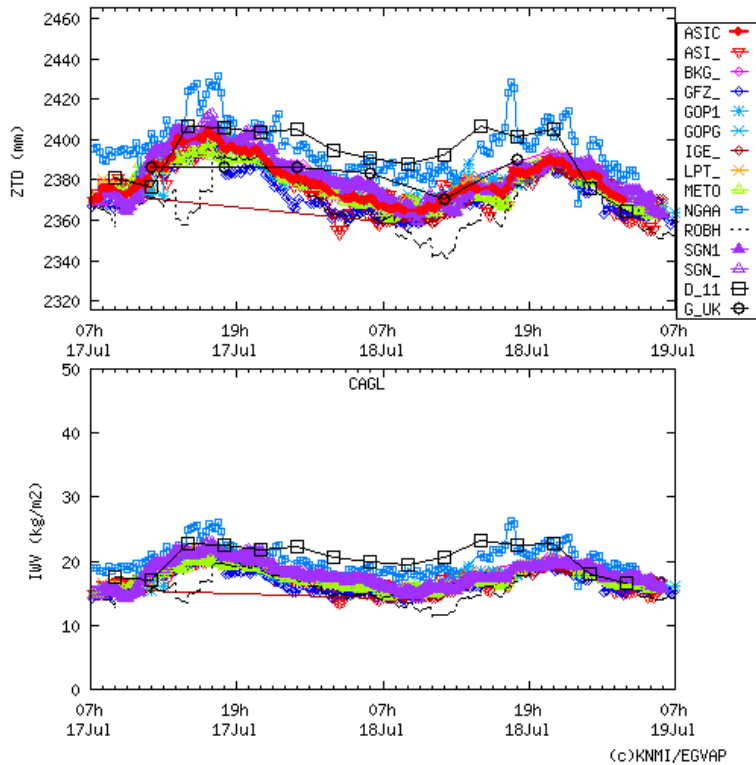 2460
2440
2420
2400
2380
2360
2340
2320
ZTD (mm)
07h 19h 07h 19h 07h
17Jul 17Jul 18Jul 18Jul 19Jul
ASIC
ASI_
BKG_
GFZ_
GOP1
GOPG
IGE_
LPT_
METO
NGAA
ROBH
SGN1
SGN_
D_11
G_UK
CAGL
50
40
30
20
10
0
IWV (kg/m2)
07h 19h 07h 19h 07h
17Jul 17Jul 18Jul 18Jul 19Jul
(c)KNMI/EGVAP